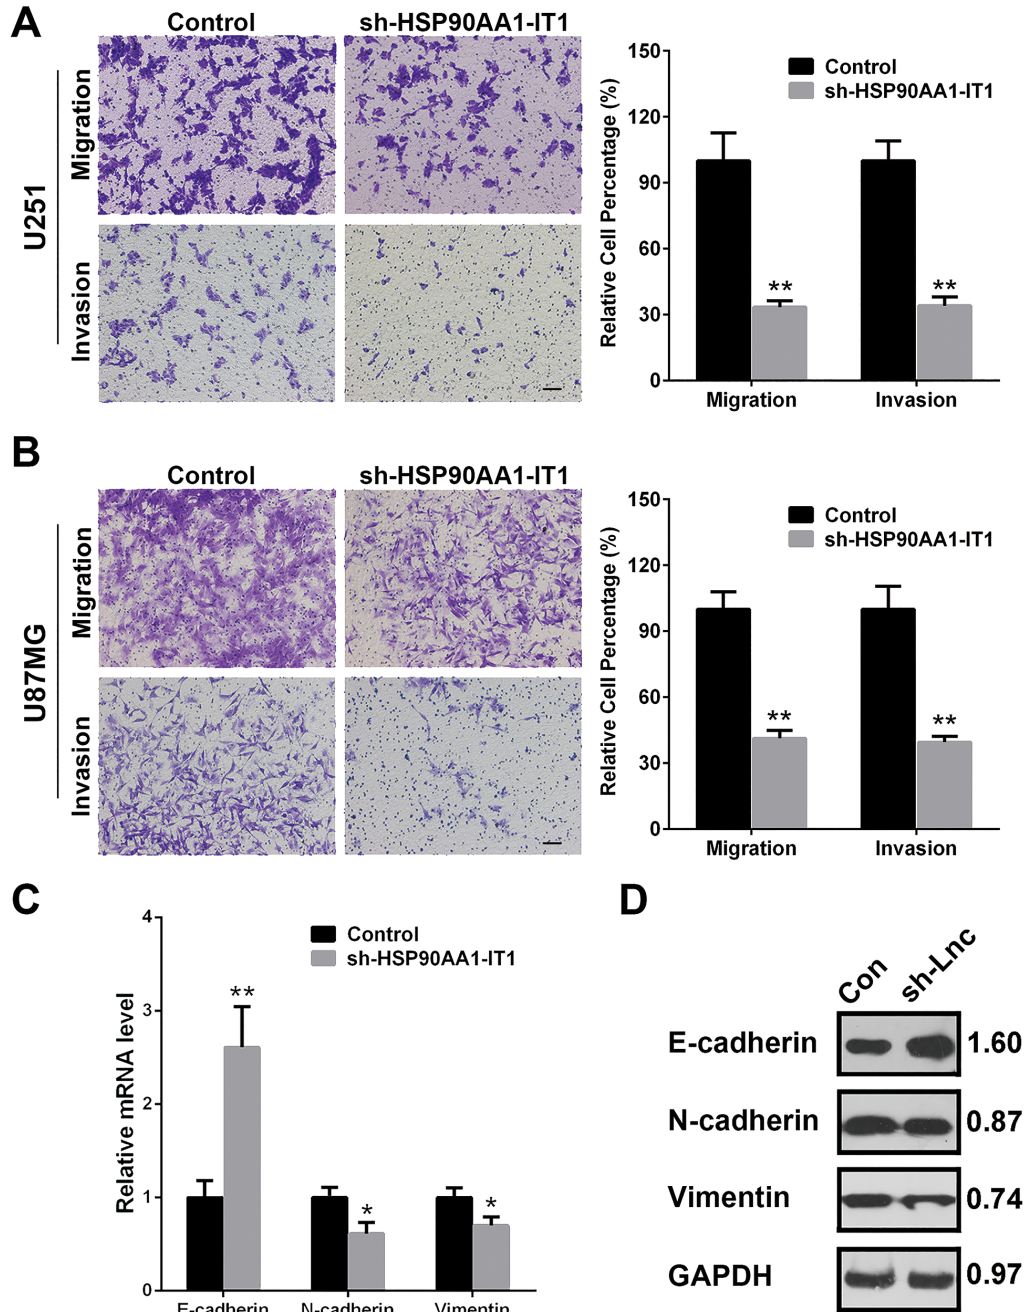 A
Control
sh-HSP90AA1-IT1
U251
Migration
Invasion
Relative Cell Percentage (%)
150
120
90
60
30
0
Control
sh-HSP90AA1-IT1
**
**
Migration
Invasion
B
Control
sh-HSP90AA1-IT1
U87MG
Migration
Invasion
Relative Cell Percentage (%)
150
120
90
60
30
0
Control
sh-HSP90AA1-IT1
**
**
Migration
Invasion
C
Relative mRNA level
4
3
2
1
0
Control
sh-HSP90AA1-IT1
**
*
*
E-cadherin
N-cadherin
Vimentin
D
Con
sh-Lnc
E-cadherin 1.60
N-cadherin 0.87
Vimentin 0.74
GAPDH 0.97